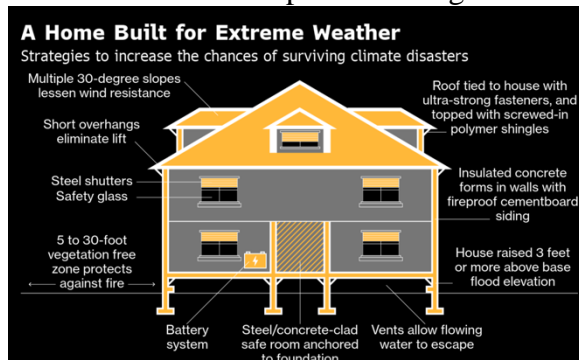 A Home Built for Extreme Weather
Strategies to increase the chances of surviving climate disasters
Multiple 30-degree slopes
lessen wind resistance
Short overhangs
eliminate lift
Steel shutters
Safety glass
5 to 30-foot
vegetation free
zone protects
against fire
Roof tied to house with
ultra-strong fasteners, and
topped with screwed-in
polymer shingles
Insulated concrete
forms in walls with
fireproof cementboard
siding
House raised 3 feet
or more above base
flood elevation
Battery
system
Steel/concrete-clad
safe room anchored
to foundation
Vents allow flowing
water to escape